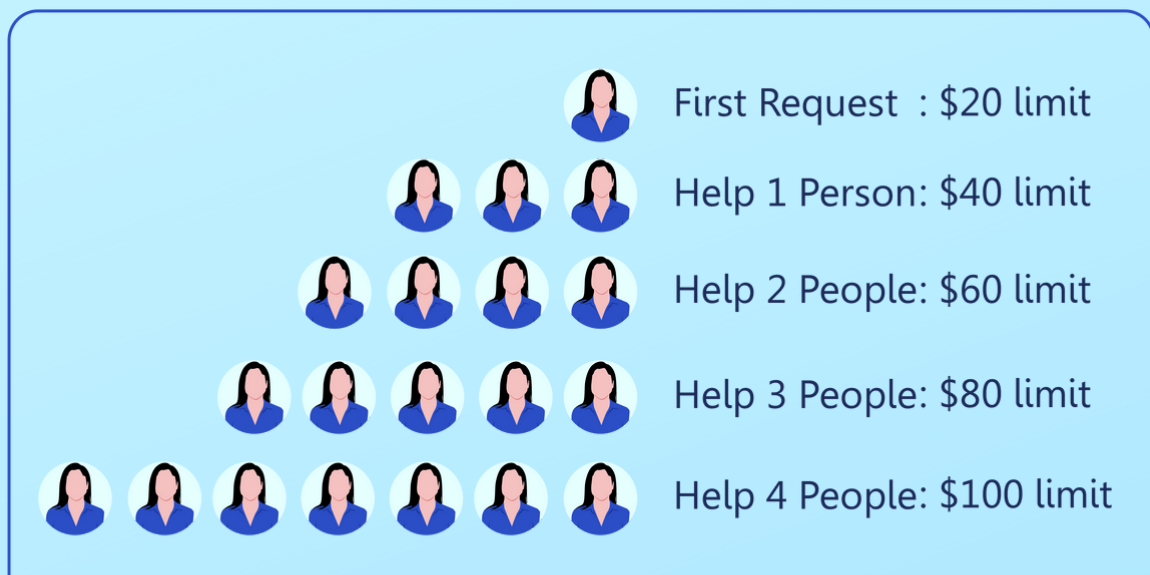 First Request : $20 limit
Help 1 Person: $40 limit
Help 2 People: $60 limit
Help 3 People: $80 limit
Help 4 People: $100 limit